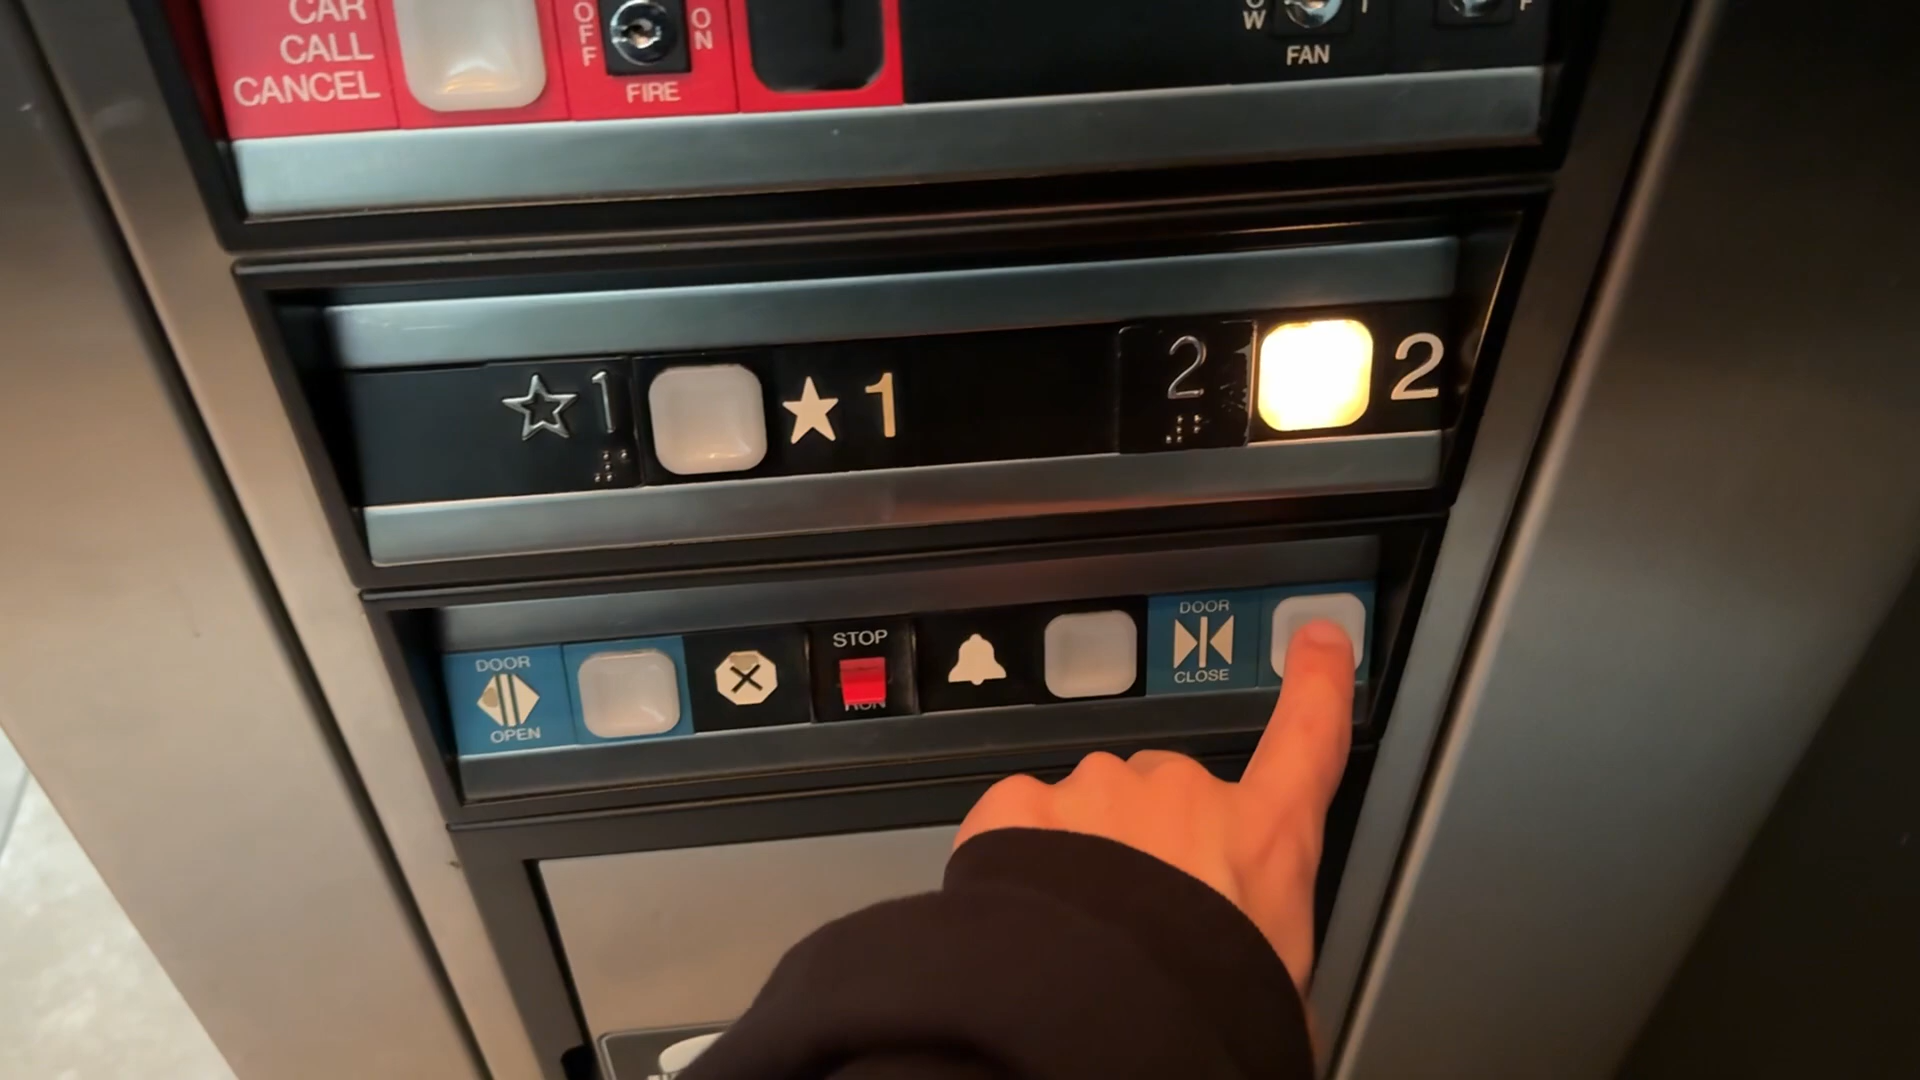 CAR
CALL
CANCEL
OFF
ON
FIRE
FAN
1
1
2
2
DOOR
OPEN
STOP
RUN
DOOR
CLOSE